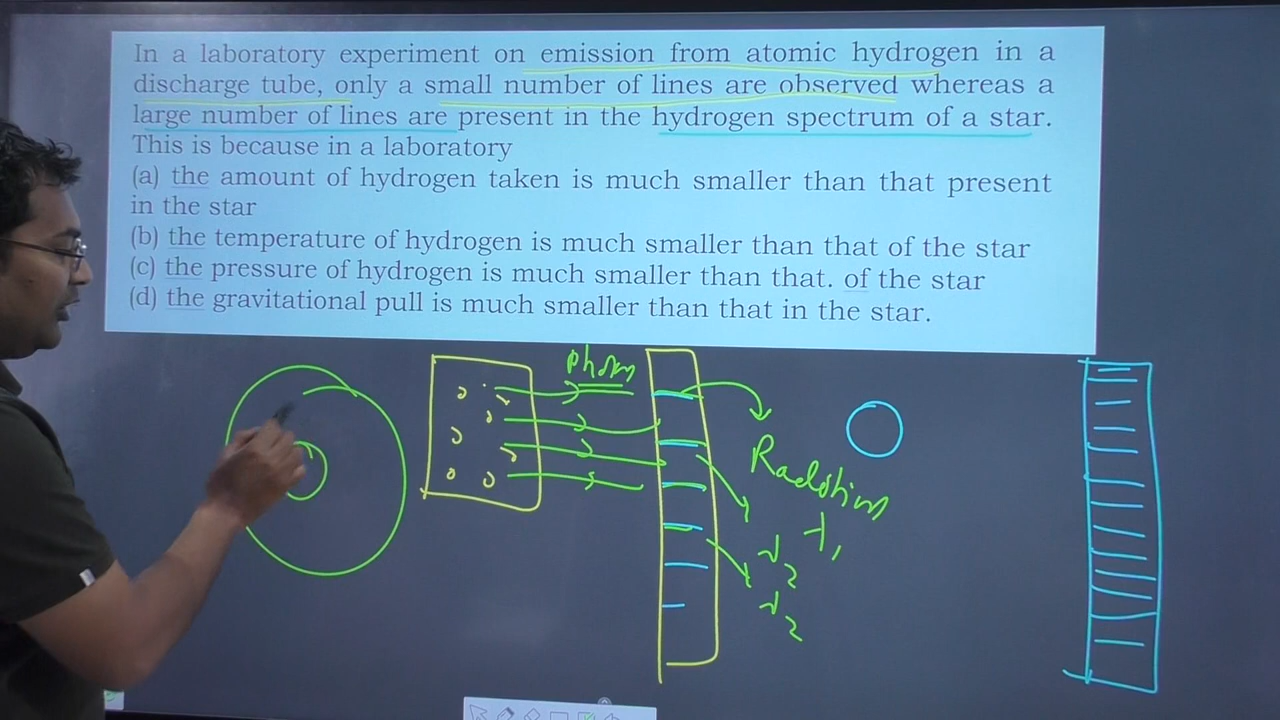 In a laboratory experiment on emission from atomic hydrogen in a
discharge tube, only a small number of lines are observed whereas a
large number of lines are present in the hydrogen spectrum of a star.
This is because in a laboratory
(a) the amount of hydrogen taken is much smaller than that present
in the star
(b) the temperature of hydrogen is much smaller than that of the star
(c) the pressure of hydrogen is much smaller than that. of the star
(d) the gravitational pull is much smaller than that in the star.